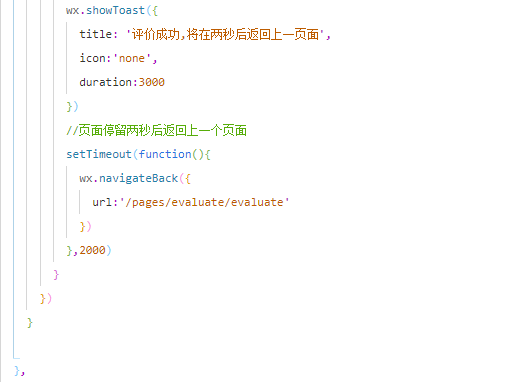 wx.showToast({
title: '评价成功,将在两秒后返回上一页面',
icon:'none',
duration:3000
})
//页面停留两秒后返回上一个页面
setTimeout(function(){
wx.navigateBack({
url:'/pages/evaluate/evaluate'
})
},2000)
}
})
}
},